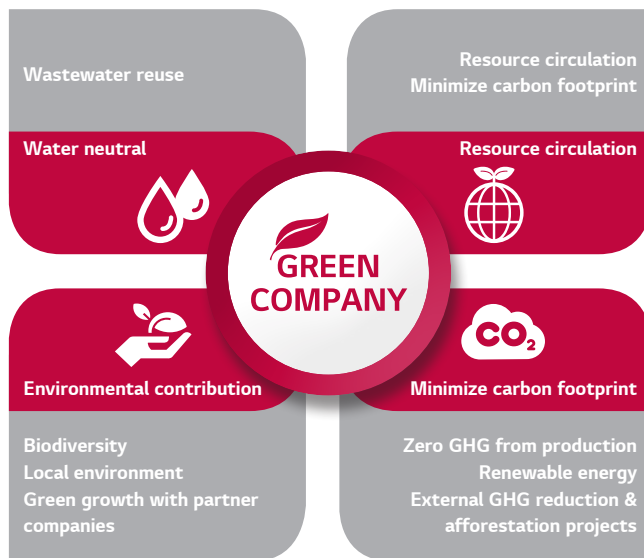 Wastewater reuse
Water neutral
Resource circulation
Minimize carbon footprint
Resource circulation
GREEN
COMPANY
Environmental contribution
Biodiversity
Local environment
Green growth with partner
companies
CO₂
Minimize carbon footprint
Zero GHG from production
Renewable energy
External GHG reduction &
afforestation projects